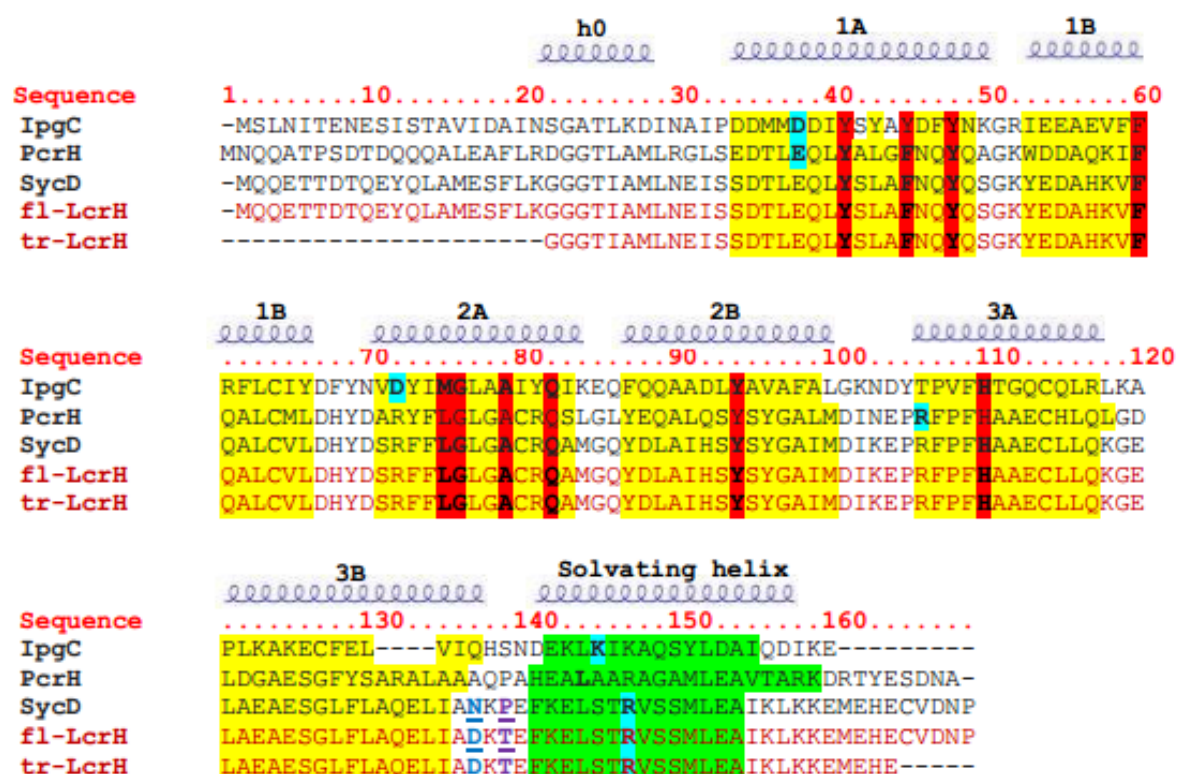 h0 1A 1B
Sequence 1........10........20........30........40........50........60
IpgC -MSLNITENESISTAVIDAINSGATLKDINAIPDDMMDDIYSYAYDFYNKGRIEEAEVFF
PcrH MNQQATPSDTDQQQALEAFLRDGGTLAMLRGLSEDTLEQLYALGFNQYQAGKWDDAQKIF
SycD -MQQETTDTQEYQLAMESFLKGGGTIAMLNEISSDTLEQLYSLAFNQYQSGKYEDAHKVF
fl-LcrH -MQQETTDTQEYQLAMESFLKGGGTIAMLNEISSDTLEQLYSLAFNQYQSGKYEDAHKVF
tr-LcrH ---------------------GGGTIAMLNEISSDTLEQLYSLAFNQYQSGKYEDAHKVF
1B 2A 2B 3A
Sequence .........70........80........90........100.......110.......120
IpgC RFLCIYDFYNVDYIMGLAAIYQIKEQFQQAADLYAVAFALGKNDYTPVFHTGQCQLRLKA
PcrH QALCMLDHYDARYFLGLGACRQSLGLYEQALQSYSYGALMDINEPRFPFHAAECHLQLGD
SycD QALCVLDHYDSRFFLGLGACRQAMGQYDLAIHSYSYGAIMDIKEPRFPFHAAECLLQKGE
fl-LcrH QALCVLDHYDSRFFLGLGACRQAMGQYDLAIHSYSYGAIMDIKEPRFPFHAAECLLQKGE
tr-LcrH QALCVLDHYDSRFFLGLGACRQAMGQYDLAIHSYSYGAIMDIKEPRFPFHAAECLLQKGE
3B Solvating helix
Sequence .........130.......140.......150.......160.......
IpgC PLKAKECFEL----VIQHSNDEKLKIKAQSYLDAIQDIKE---------
PcrH LDGAESGFYSARALAAAQPAHEALAARAGAMLEAVTARKDRTYESDNA-
SycD LAEAESGLFLAQELIANKPEFKELSTRVSSMLEAIKLKKEMEHECVDNP
fl-LcrH LAEAESGLFLAQELIADKTEFKELSTRVSSMLEAIKLKKEMEHECVDNP
tr-LcrH LAEAESGLFLAQELIADKTEFKELSTRVSSMLEAIKLKKEMEHE-----